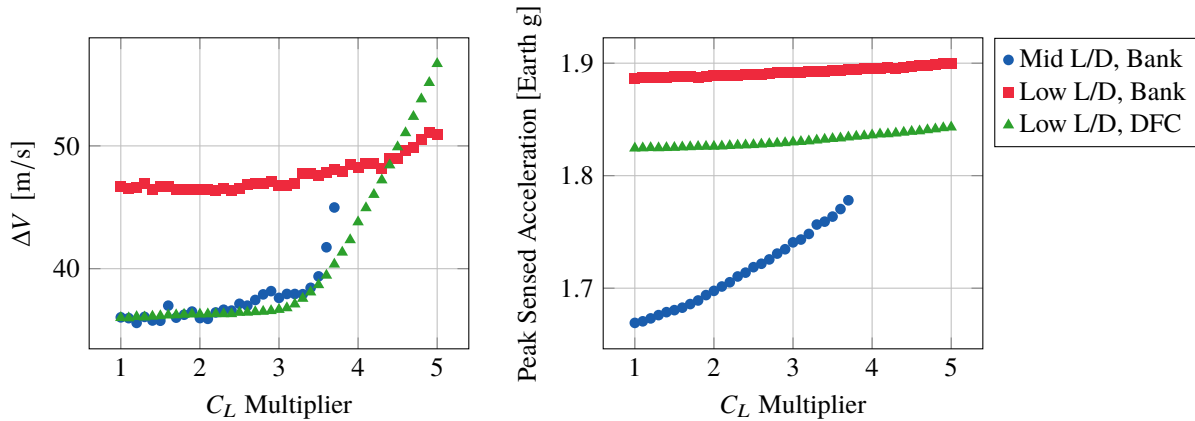 ΔV [m/s]
50
40
1
2
3
4
5
C_L Multiplier
Peak Sensed Acceleration [Earth g]
1.9
1.8
1.7
1
2
3
4
5
C_L Multiplier
Mid L/D, Bank
Low L/D, Bank
Low L/D, DFC